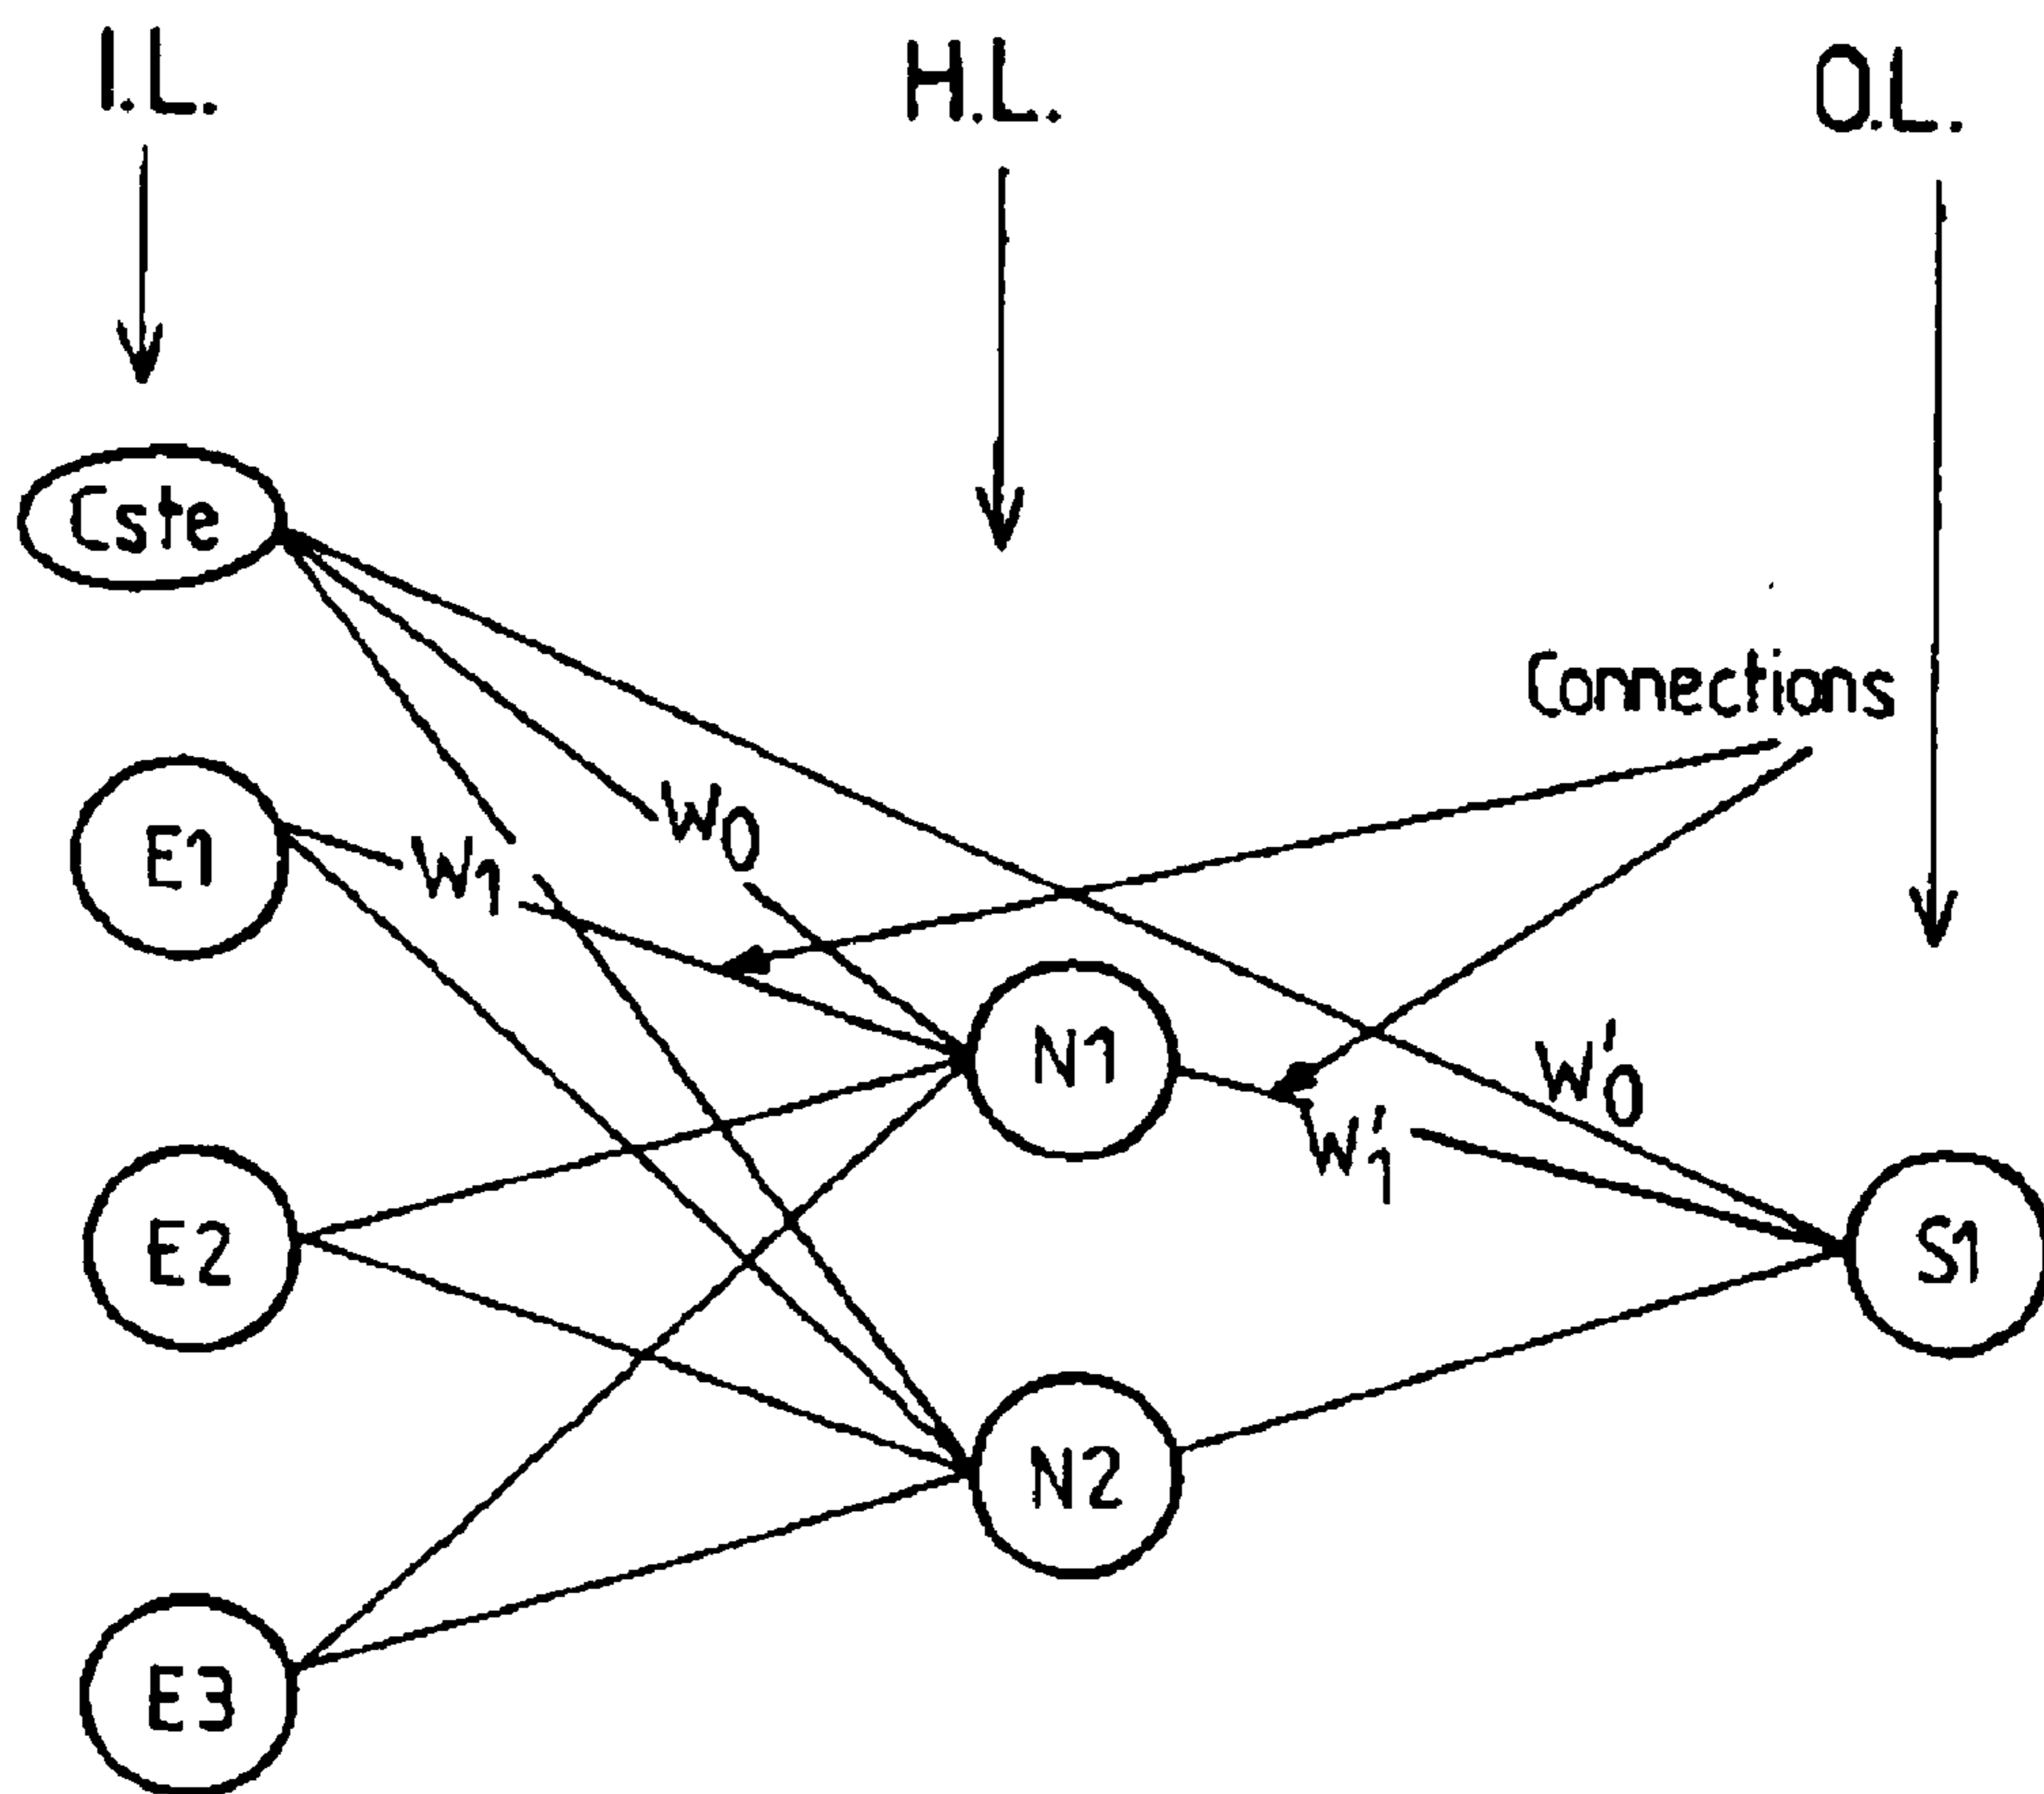 I.L.
H.L.
O.L.
Cste
Connections
W0
E1
W1
N1
W'0
W'1
E2
S1
N2
E3